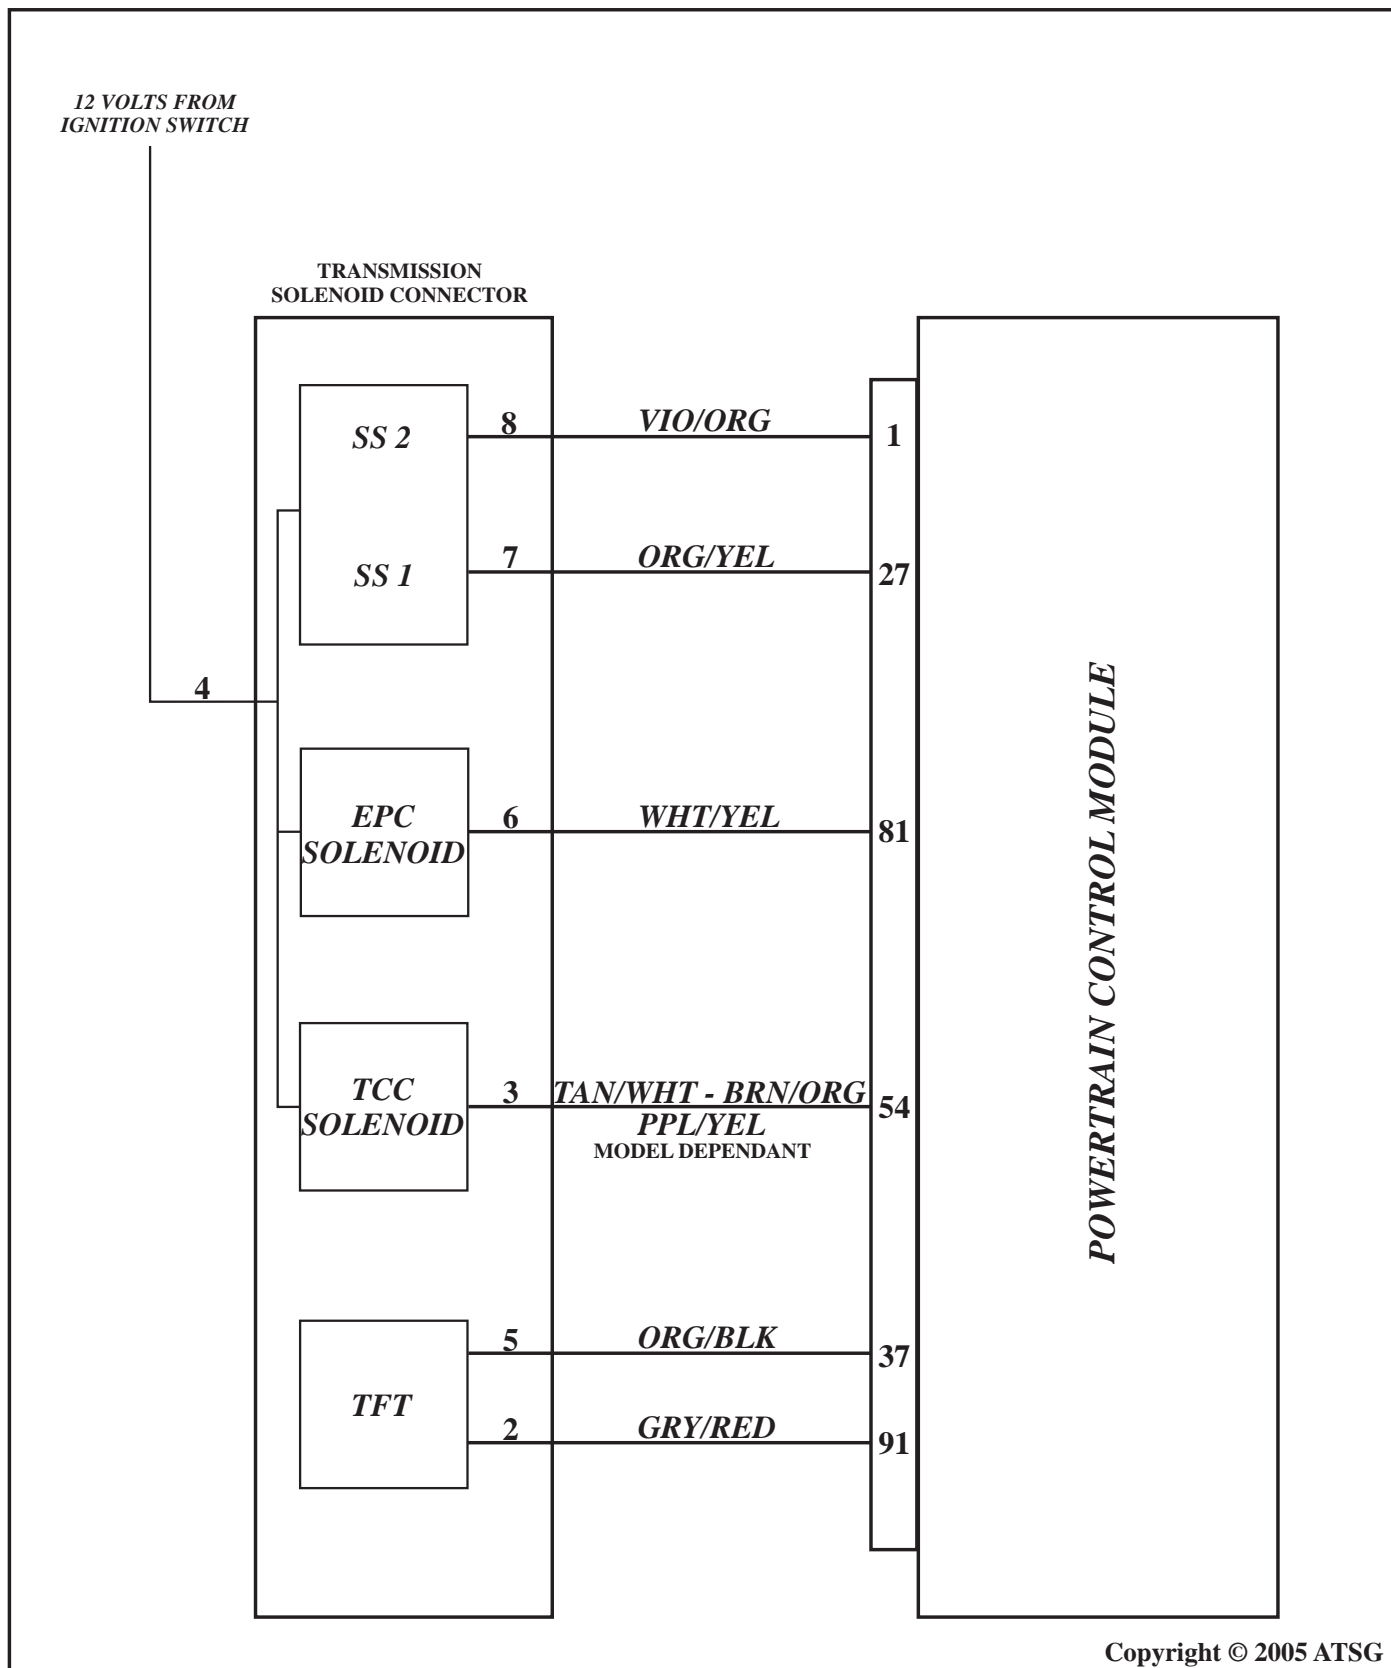 12 VOLTS FROM
IGNITION SWITCH
TRANSMISSION
SOLENOID CONNECTOR
SS 2
8
VIO/ORG
1
SS 1
7
ORG/YEL
27
4
EPC
SOLENOID
6
WHT/YEL
81
TCC
SOLENOID
3
TAN/WHT - BRN/ORG
PPL/YEL
MODEL DEPENDANT
54
TFT
5
ORG/BLK
37
2
GRY/RED
91
POWERTRAIN CONTROL MODULE
Copyright © 2005 ATSG